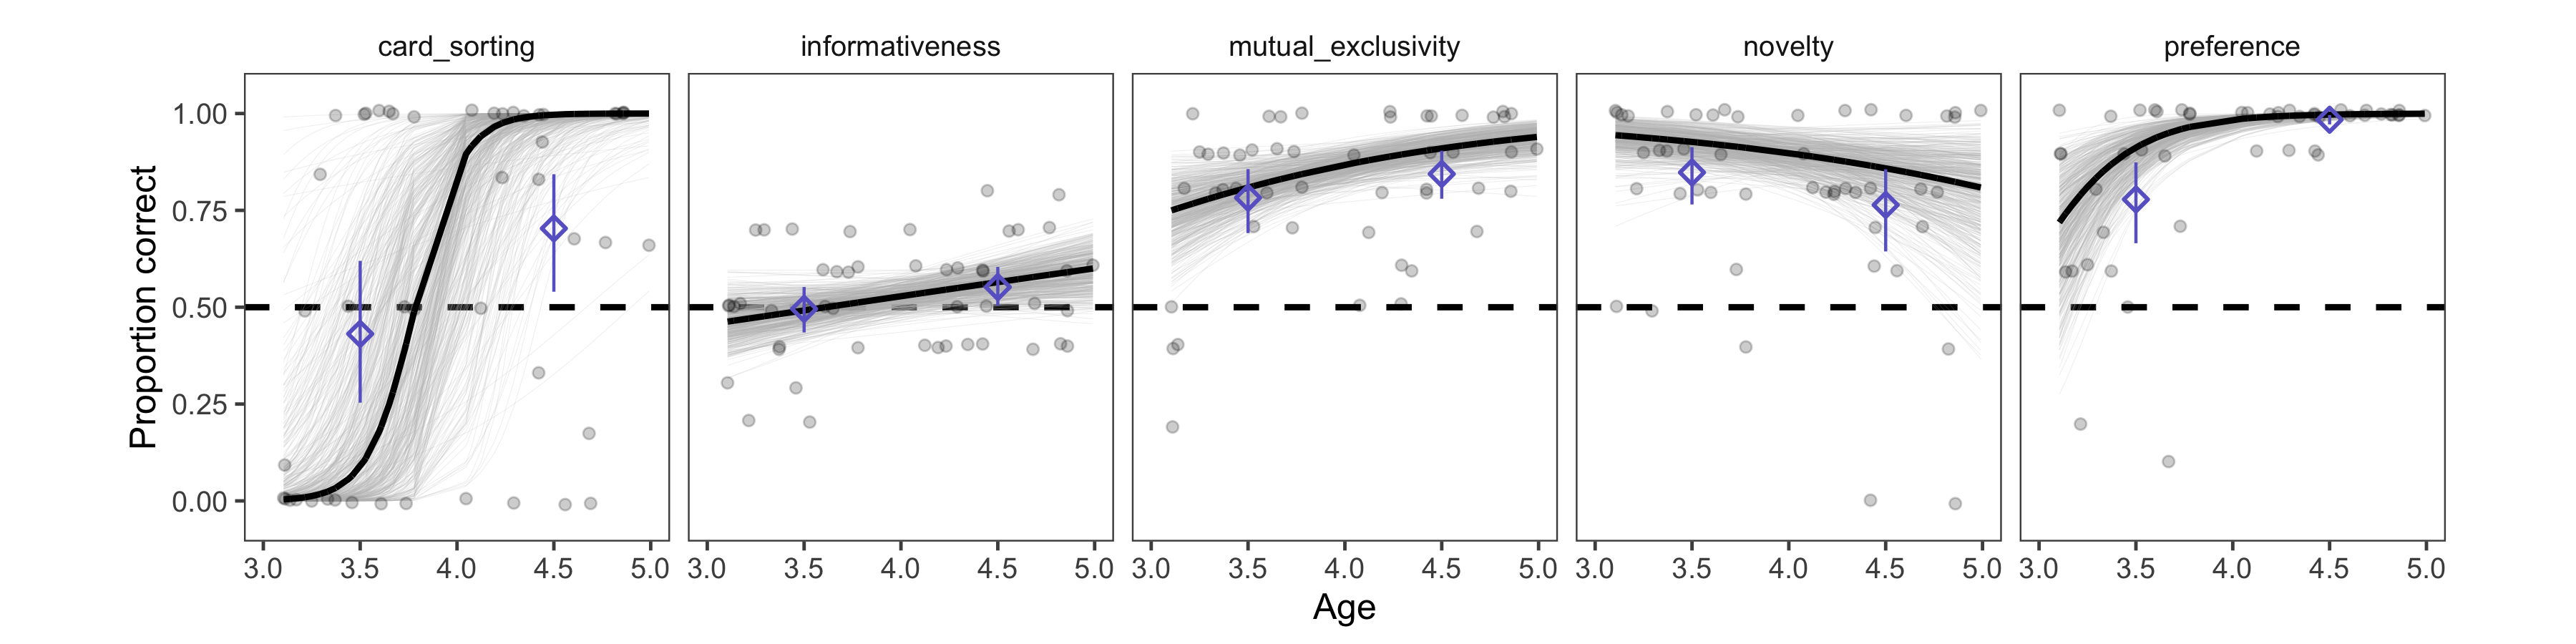 card_sorting informativeness mutual_exclusivity novelty preference
Proportion correct
1.00
0.75
0.50
0.25
0.00
3.0 3.5 4.0 4.5 5.0 3.0 3.5 4.0 4.5 5.0 3.0 3.5 4.0 4.5 5.0 3.0 3.5 4.0 4.5 5.0 3.0 3.5 4.0 4.5 5.0
Age